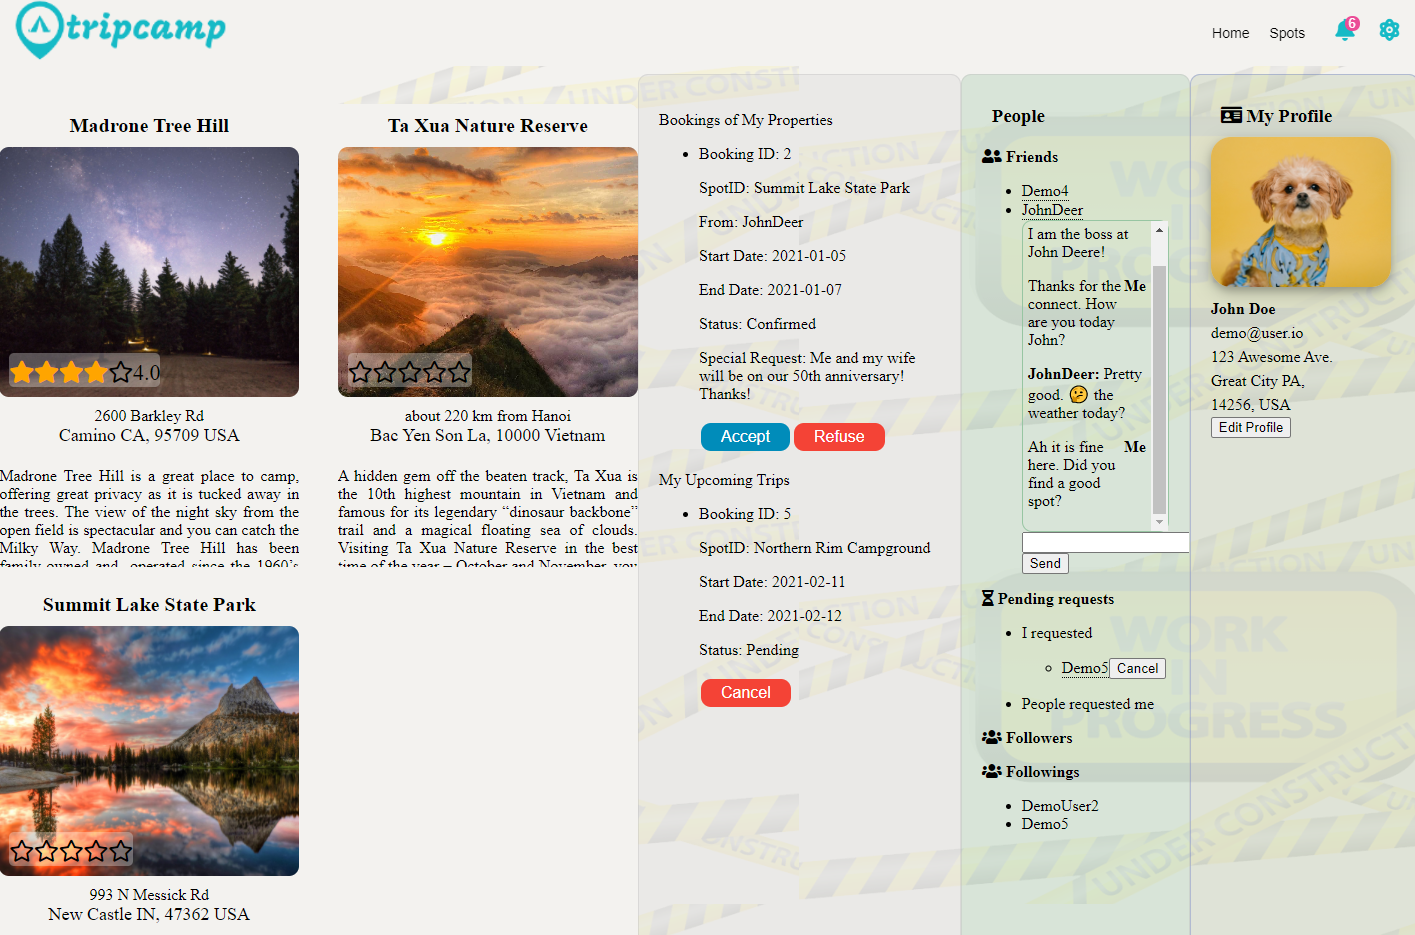 tripcamp
Home
Spots
6
Madrone Tree Hill
4.0
2600 Barkley Rd
Camino CA, 95709 USA
Madrone Tree Hill is a great place to camp,
offering great privacy as it is tucked away in
the trees. The view of the night sky from the
open field is spectacular and you can catch the
Milky Way. Madrone Tree Hill has been
family owned and operated since the 1960's
Ta Xua Nature Reserve
about 220 km from Hanoi
Bac Yen Son La, 10000 Vietnam
A hidden gem off the beaten track, Ta Xua is
the 10th highest mountain in Vietnam and
famous for its legendary “dinosaur backbone”
trail and a magical floating sea of clouds.
Visiting Ta Xua Nature Reserve in the best
time of the year – October and November, you
Summit Lake State Park
993 N Messick Rd
New Castle IN, 47362 USA
Bookings of My Properties
Booking ID: 2
SpotID: Summit Lake State Park
From: JohnDeer
Start Date: 2021-01-05
End Date: 2021-01-07
Status: Confirmed
Special Request: Me and my wife
will be on our 50th anniversary!
Thanks!
Accept
Refuse
My Upcoming Trips
Booking ID: 5
SpotID: Northern Rim Campground
Start Date: 2021-02-11
End Date: 2021-02-12
Status: Pending
Cancel
People
Friends
Demo4
JohnDeer
I am the boss at
John Deere!
Thanks for the Me
connect. How
are you today
John?
JohnDeer: Pretty
good. 🤔 the
weather today?
Ah it is fine Me
here. Did you
find a good
spot?
Send
Pending requests
I requested
Demo5 Cancel
People requested me
Followers
Followings
DemoUser2
Demo5
My Profile
John Doe
demo@user.io
123 Awesome Ave.
Great City PA,
14256, USA
Edit Profile
UNDER CONSTRUCTION
WORK
IN
PROGRESS